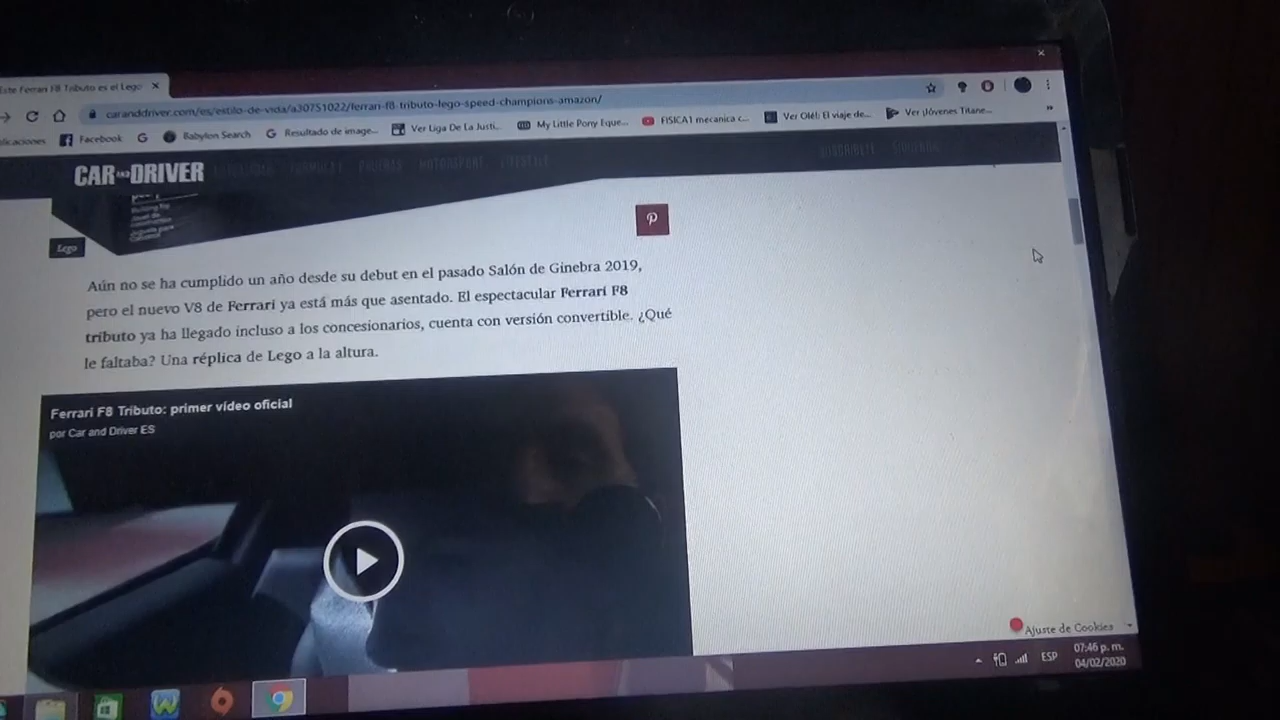 Este Ferrari F8 Tributo es el Lego
caranddriver.com/es/estilo-de-vida/a30751022/ferrari-f8-tributo-lego-speed-champions-amazon/
Facebook G Babylon Search Resultado de image... Ver Liga De La Justi... My Little Pony Eque... FISICA1 mecanica c... Ver Olé!: El viaje de... Ver ¡Jóvenes Titane... »
CAR AND DRIVER FÓRMULA 1 MOTORSPORT LIFESTYLE
Lego
Aún no se ha cumplido un año desde su debut en el pasado Salón de Ginebra 2019,
pero el nuevo V8 de Ferrari ya está más que asentado. El espectacular Ferrari F8
tributo ya ha llegado incluso a los concesionarios, cuenta con versión convertible. ¿Qué
le faltaba? Una réplica de Lego a la altura.
Ferrari F8 Tributo: primer vídeo oficial
por Car and Driver ES
Ajuste de Cookies
ESP
07:46 p. m.
04/02/2020